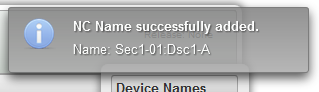 NC Name successfully added.
Name: Sec1-01:Dsc1-A
Device Names